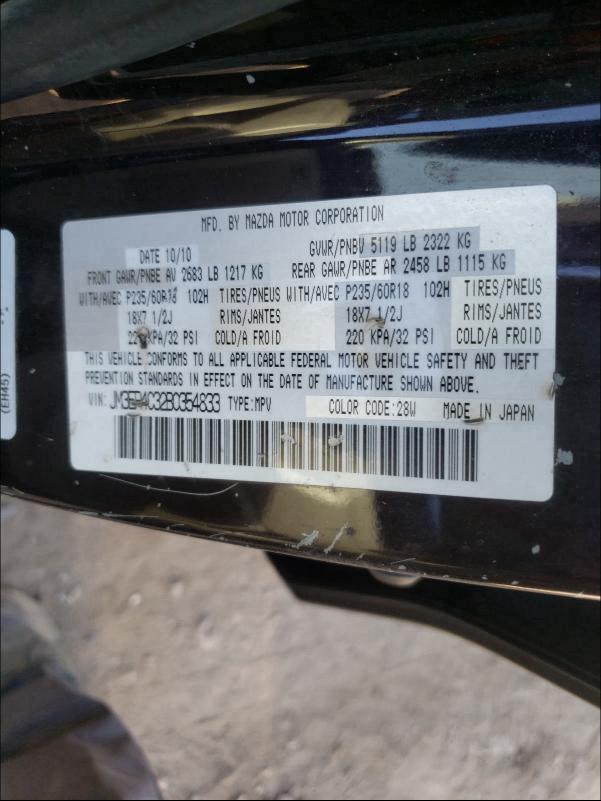 MFD. BY MAZDA MOTOR CORPORATION
DATE 10/10 GVWR/PNBV 5119 LB 2322 KG
FRONT GAWR/PNBE AV 2683 LB 1217 KG REAR GAWR/PNBE AR 2458 LB 1115 KG
WITH/AVEC P235/60R18 102H TIRES/PNEUS WITH/AVEC P235/60R18 102H TIRES/PNEUS
18X7 1/2J RIMS/JANTES 18X7 1/2J RIMS/JANTES
220 KPA/32 PSI COLD/A FROID 220 KPA/32 PSI COLD/A FROID
THIS VEHICLE CONFORMS TO ALL APPLICABLE FEDERAL MOTOR VEHICLE SAFETY AND THEFT
PREVENTION STANDARDS IN EFFECT ON THE DATE OF MANUFACTURE SHOWN ABOVE.
VIN: JM3ER4C32B0354833 TYPE:MPV COLOR CODE:28W MADE IN JAPAN
(EH45)